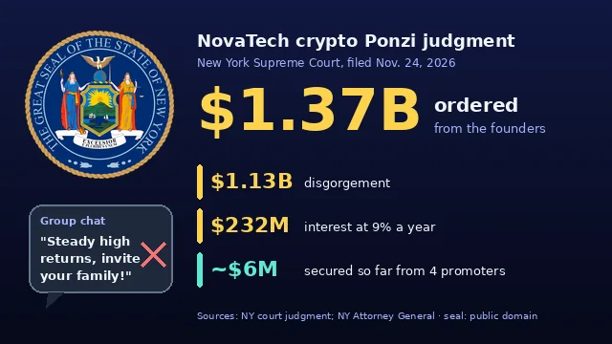 THE GREAT SEAL OF THE STATE OF NEW YORK
EXCELSIOR
NovaTech crypto Ponzi judgment
New York Supreme Court, filed Nov. 24, 2026
$1.37B ordered
from the founders
$1.13B disgorgement
$232M interest at 9% a year
~$6M secured so far from 4 promoters
Group chat
"Steady high
returns, invite
your family!"
Sources: NY court judgment; NY Attorney General · seal: public domain